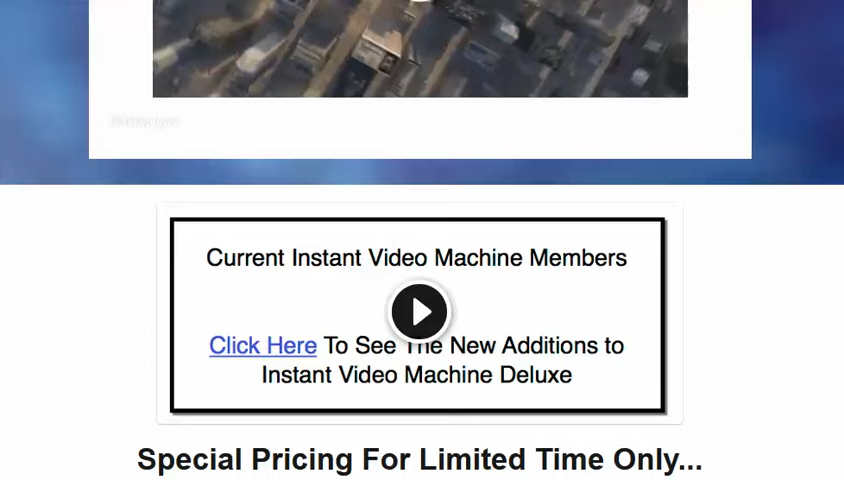 Current Instant Video Machine Members
Click Here To See The New Additions to
Instant Video Machine Deluxe
Special Pricing For Limited Time Only...